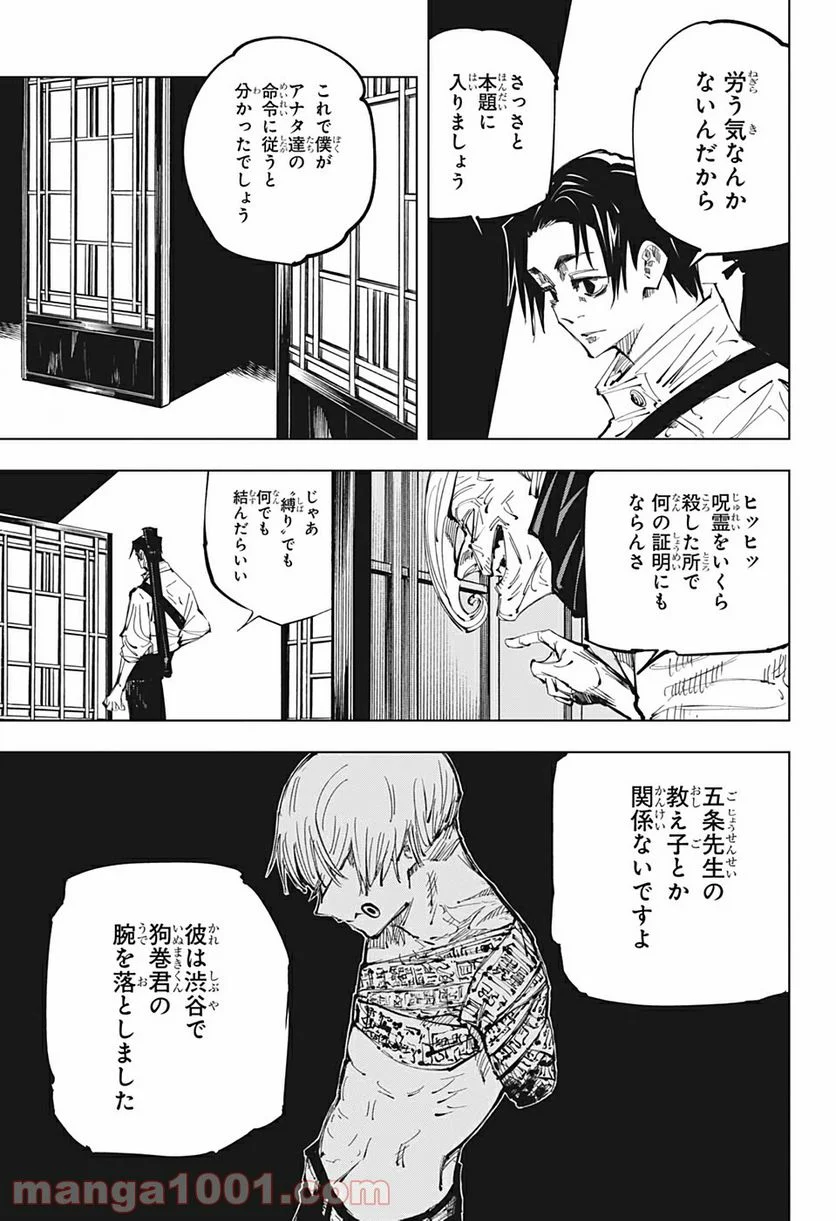 労う気なんか
ないんだから
さっさと
本題に
入りましょう
これで僕が
アナタ達の
命令に従うと
分かったでしょう
ヒッヒッ
呪霊をいくら
殺した所で
何の証明にも
ならんさ
じゃあ
〝縛り〟でも
何でも
結んだらいい
五条先生の
教え子とか
関係ないですよ
彼は渋谷で
狗巻君の
腕を落としました
manga1001.com